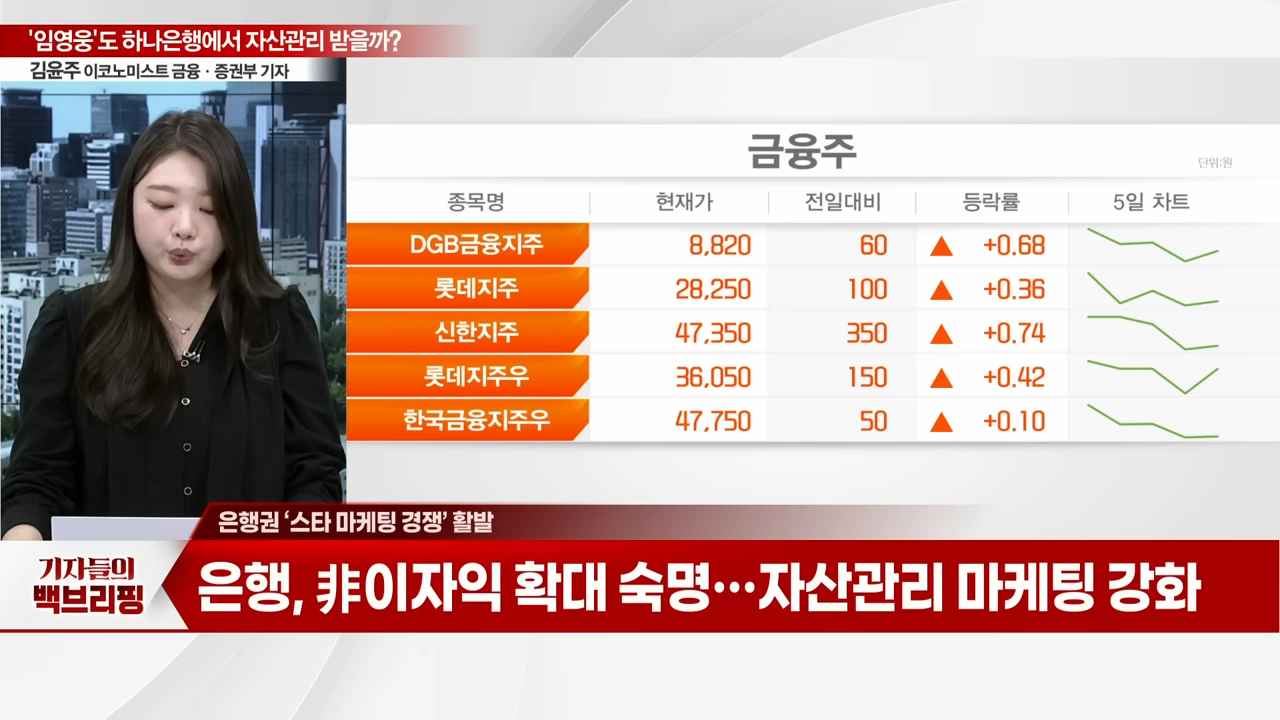 '임영웅'도 하나은행에서 자산관리 받을까?
김윤주 이코노미스트 금융·증권부 기자
금융주
단위:원
종목명 현재가 전일대비 등락률 5일 차트
DGB금융지주 8,820 60 ▲ +0.68
롯데지주 28,250 100 ▲ +0.36
신한지주 47,350 350 ▲ +0.74
롯데지주우 36,050 150 ▲ +0.42
한국금융지주우 47,750 50 ▲ +0.10
은행권 ‘스타 마케팅 경쟁’ 활발
기자들의
백브리핑
은행, 非이자익 확대 숙명…자산관리 마케팅 강화